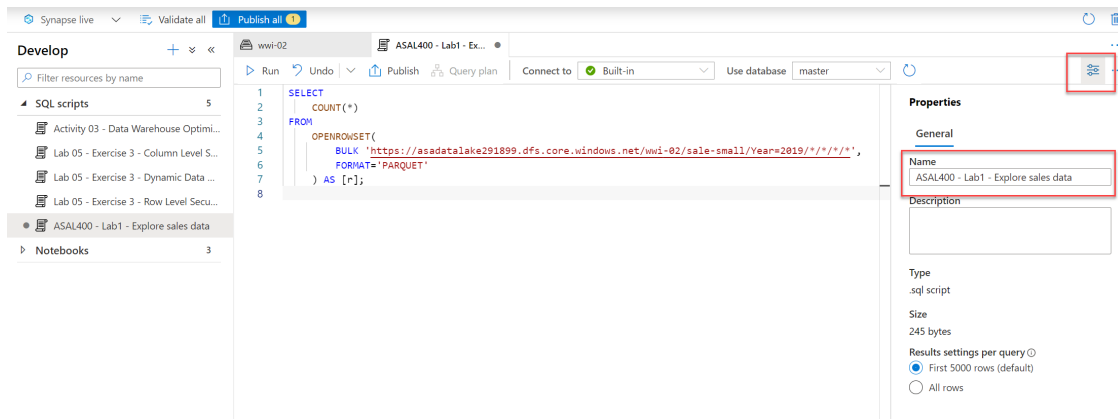 Synapse live
Validate all
Publish all 1
Develop
Filter resources by name
SQL scripts 5
Activity 03 - Data Warehouse Optimi...
Lab 05 - Exercise 3 - Column Level S...
Lab 05 - Exercise 3 - Dynamic Data ...
Lab 05 - Exercise 3 - Row Level Secu...
ASAL400 - Lab1 - Explore sales data
Notebooks 3
wwi-02
ASAL400 - Lab1 - Ex...
Run Undo Publish Query plan Connect to Built-in Use database master
1 SELECT
2 COUNT(*)
3 FROM
4 OPENROWSET(
5 BULK 'https://asadatalake291899.dfs.core.windows.net/wwi-02/sale-small/Year=2019/*/*/*/*',
6 FORMAT='PARQUET'
7 ) AS [r];
8
Properties
General
Name
ASAL400 - Lab1 - Explore sales data
Description
Type
.sql script
Size
245 bytes
Results settings per query
First 5000 rows (default)
All rows